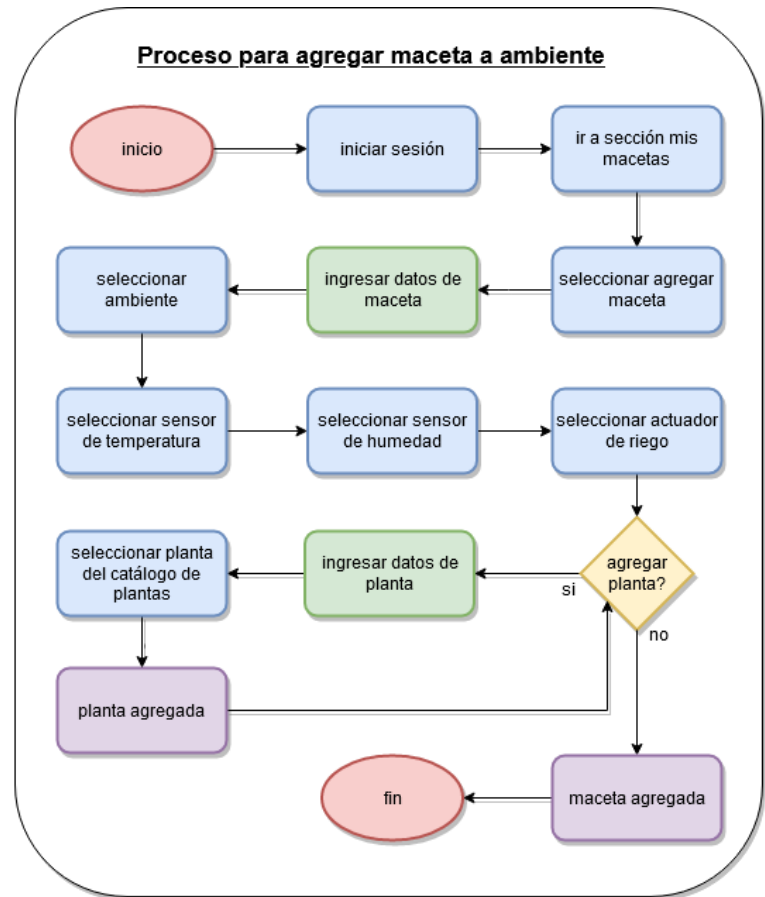 Proceso para agregar maceta a ambiente
inicio
iniciar sesión
ir a sección mis
macetas
seleccionar
ambiente
ingresar datos de
maceta
seleccionar agregar
maceta
seleccionar sensor
de temperatura
seleccionar sensor
de humedad
seleccionar actuador
de riego
seleccionar planta
del catálogo de
plantas
ingresar datos de
planta
agregar
planta?
si
no
planta agregada
fin
maceta agregada